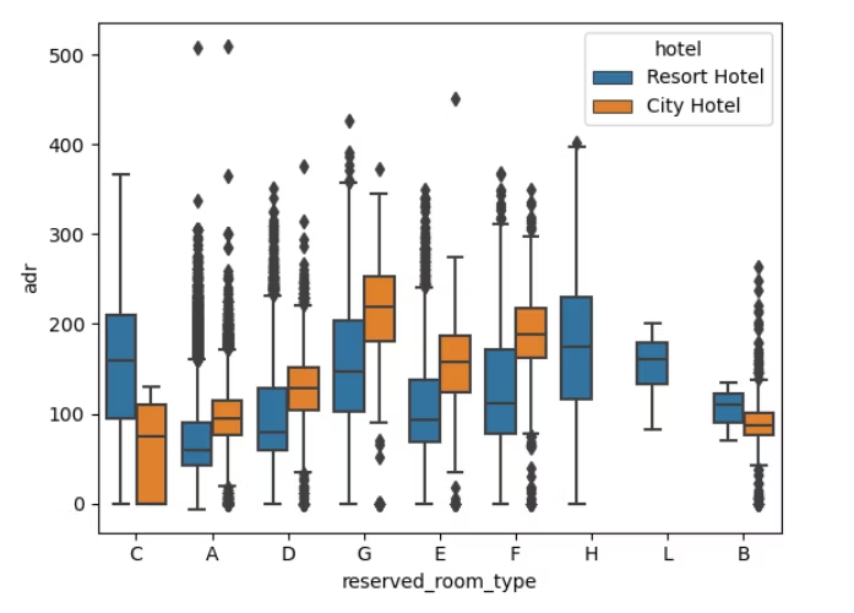 hotel
Resort Hotel
City Hotel
500
400
300
200
100
0
adr
C A D G E F H L B
reserved_room_type